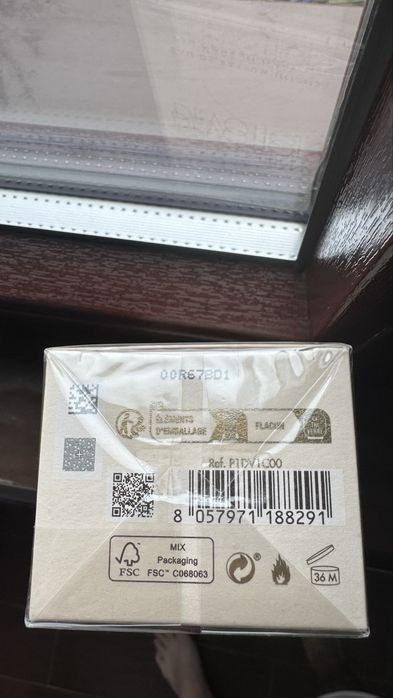 00R67BD1
ÉLÉMENTS
D'EMBALLAGE
FLACON
Ref. P1DV1C00
8 057971 188291
FSC
MIX
Packaging
FSC™ C068063
36 M